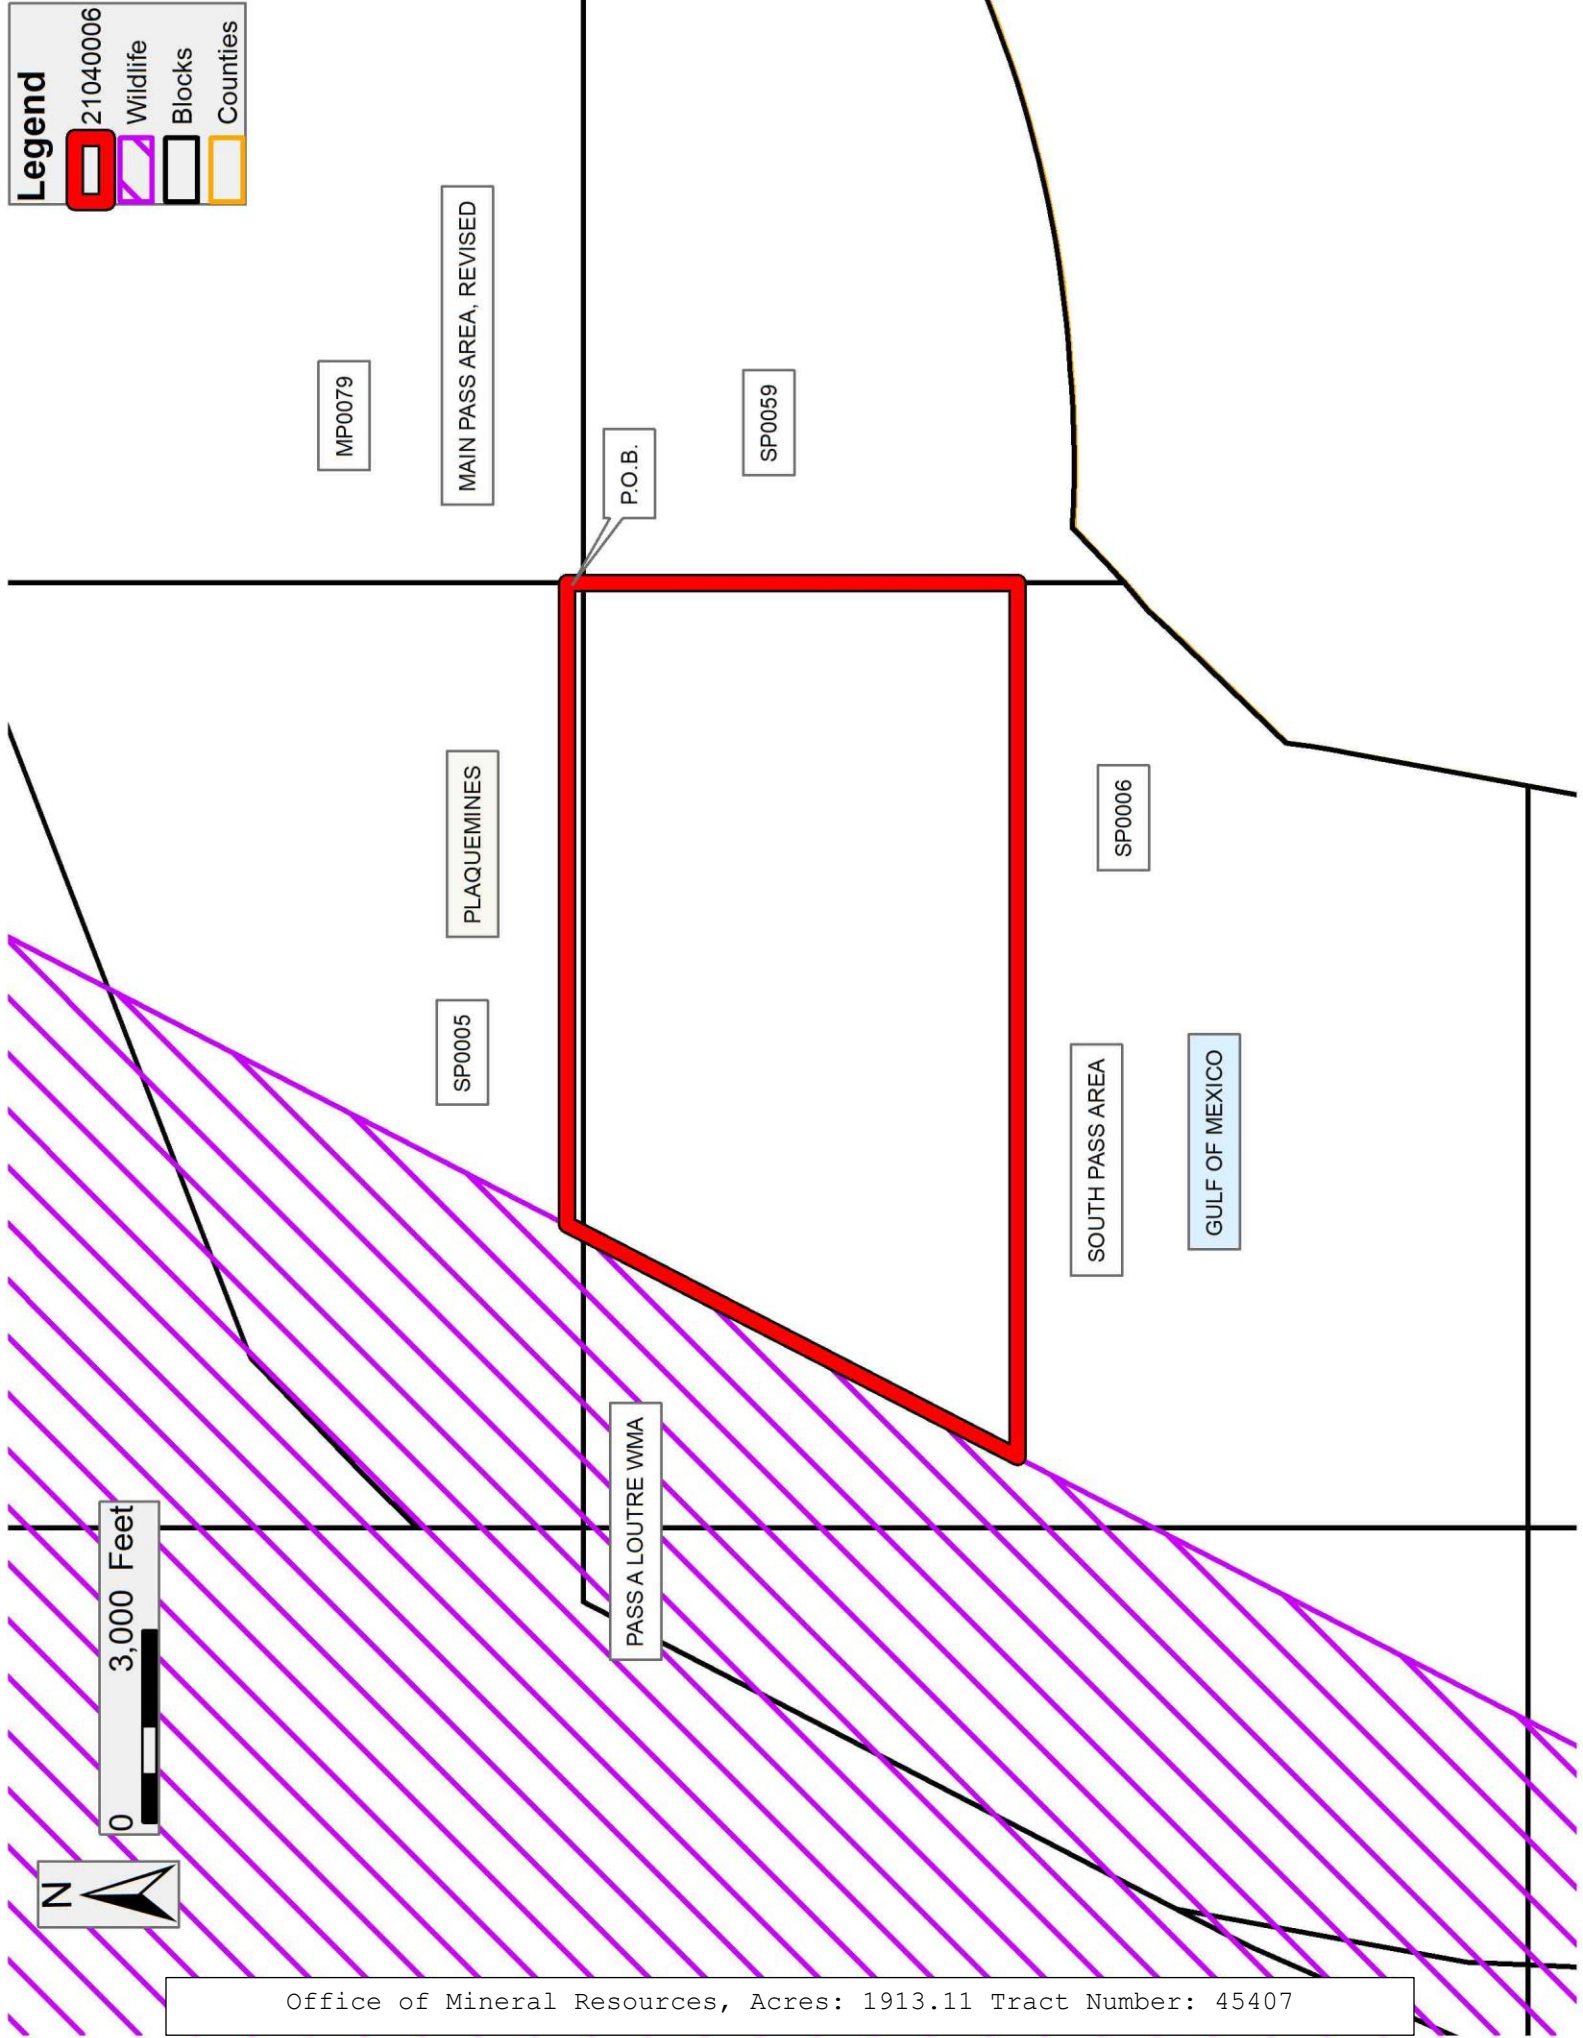 Legend
21040006
Wildlife
Blocks
Counties
MP0079
MAIN PASS AREA, REVISED
P.O.B.
SP0059
PLAQUEMINES
SP0005
SP0006
SOUTH PASS AREA
GULF OF MEXICO
PASS A LOUTRE WMA
0 3,000 Feet
N
Office of Mineral Resources, Acres: 1913.11 Tract Number: 45407